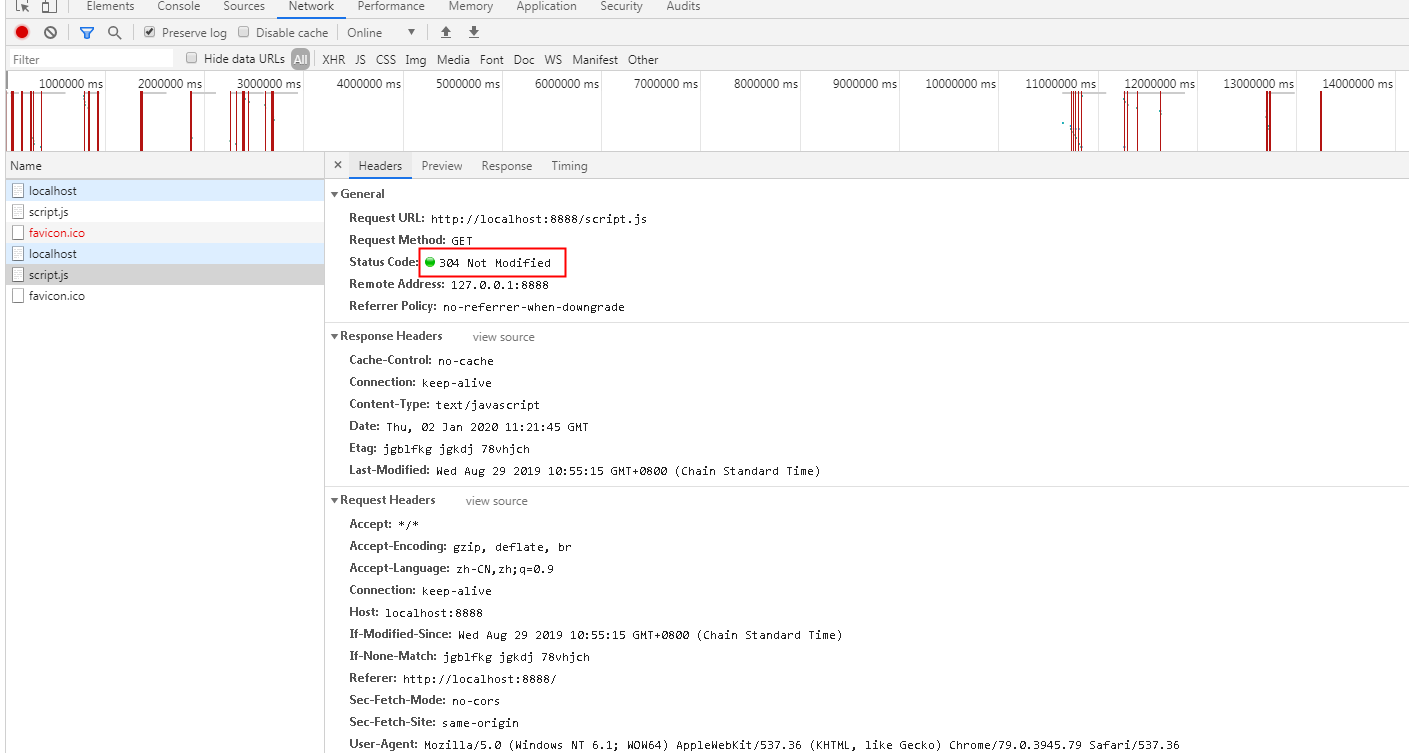 Elements Console Sources Network Performance Memory Application Security Audits
Preserve log Disable cache Online
Filter Hide data URLs All XHR JS CSS Img Media Font Doc WS Manifest Other
1000000 ms 2000000 ms 3000000 ms 4000000 ms 5000000 ms 6000000 ms 7000000 ms 8000000 ms 9000000 ms 10000000 ms 11000000 ms 12000000 ms 13000000 ms 14000000 ms
Name × Headers Preview Response Timing
localhost
script.js
favicon.ico
localhost
script.js
favicon.ico
General
Request URL: http://localhost:8888/script.js
Request Method: GET
Status Code: 304 Not Modified
Remote Address: 127.0.0.1:8888
Referrer Policy: no-referrer-when-downgrade
Response Headers view source
Cache-Control: no-cache
Connection: keep-alive
Content-Type: text/javascript
Date: Thu, 02 Jan 2020 11:21:45 GMT
Etag: jgblfkg jgkdj 78vhjch
Last-Modified: Wed Aug 29 2019 10:55:15 GMT+0800 (Chain Standard Time)
Request Headers view source
Accept: */*
Accept-Encoding: gzip, deflate, br
Accept-Language: zh-CN,zh;q=0.9
Connection: keep-alive
Host: localhost:8888
If-Modified-Since: Wed Aug 29 2019 10:55:15 GMT+0800 (Chain Standard Time)
If-None-Match: jgblfkg jgkdj 78vhjch
Referer: http://localhost:8888/
Sec-Fetch-Mode: no-cors
Sec-Fetch-Site: same-origin
User-Agent: Mozilla/5.0 (Windows NT 6.1; WOW64) AppleWebKit/537.36 (KHTML, like Gecko) Chrome/79.0.3945.79 Safari/537.36